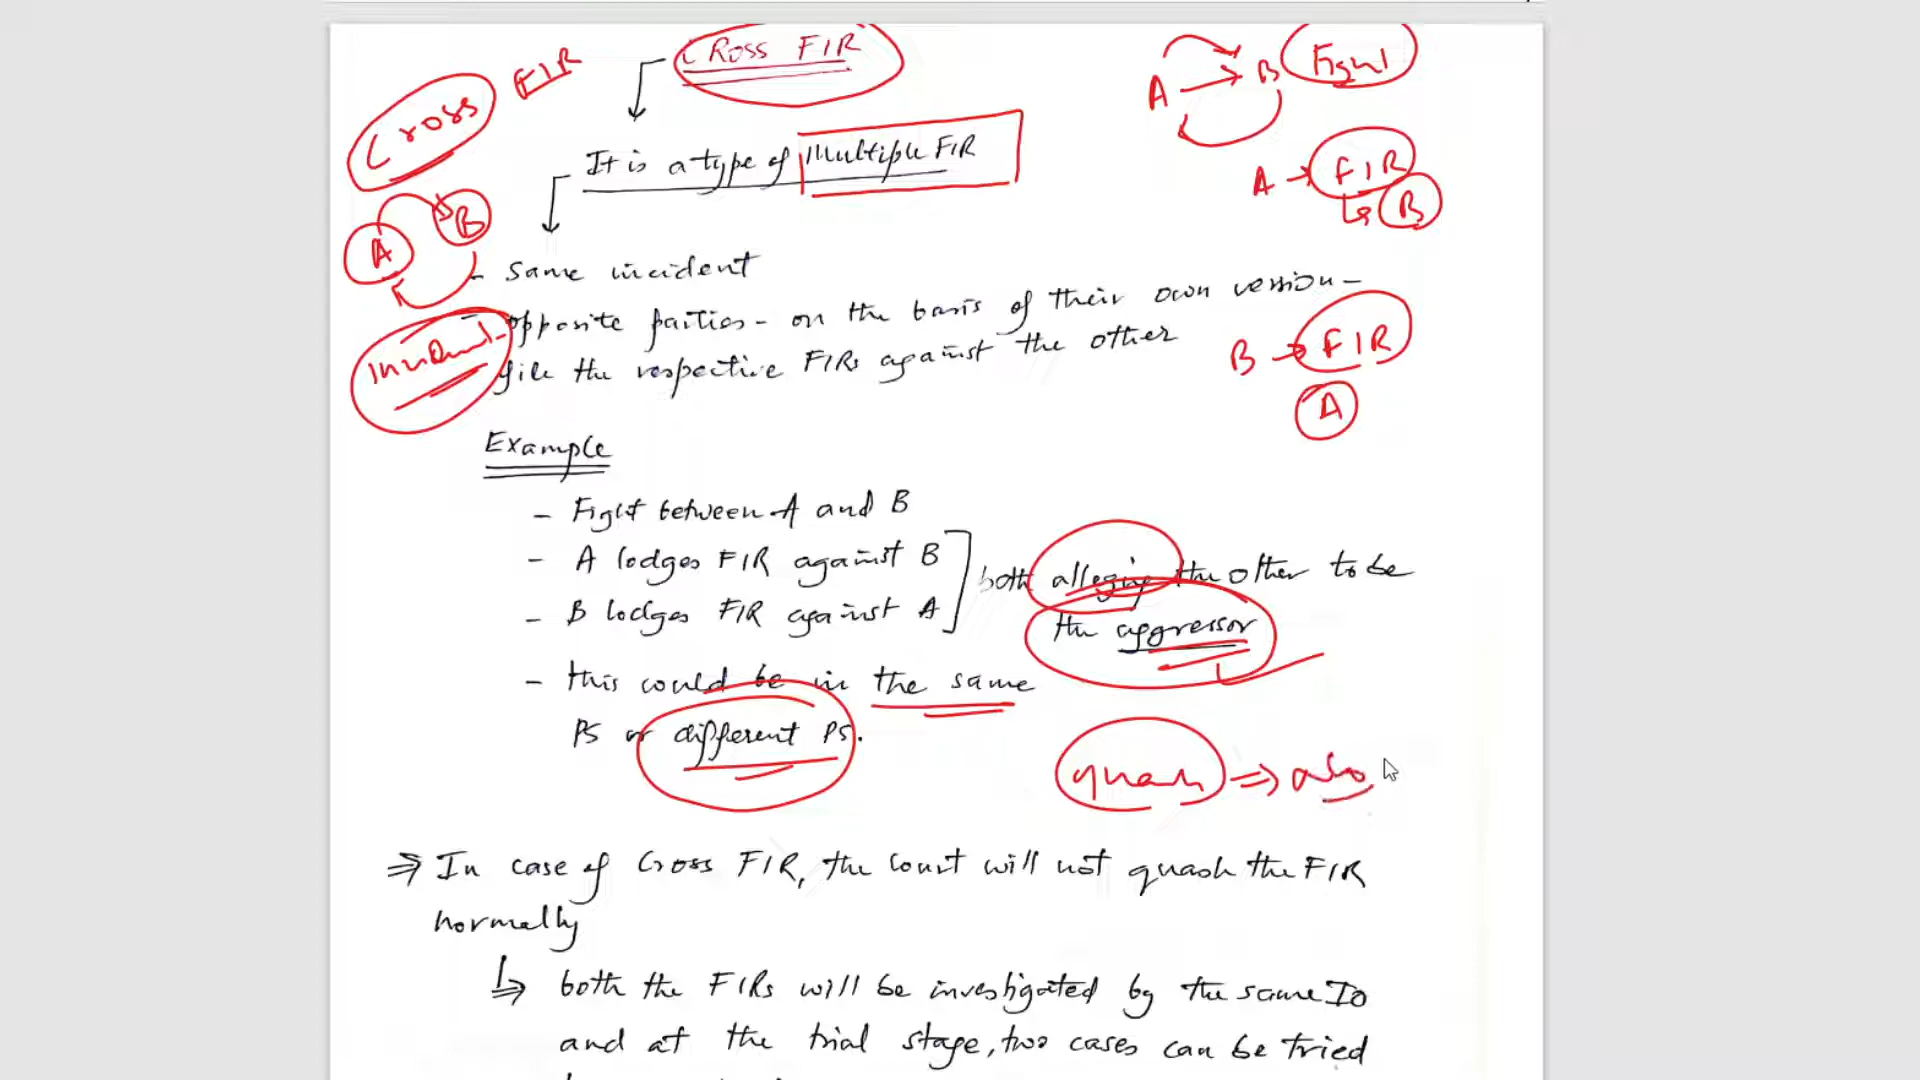 CROSS FIR
Cross FIR
A → B Fight
It is a type of Multiple FIR
A → FIR
↳ B
A B
- same incident
- opposite parties - on the basis of their own version -
file the respective FIRs against the other
Incident
B → FIR
A
Example
- Fight between A and B
- A lodges FIR against B
- B lodges FIR against A
both alleging the other to be
the aggressor
- this could be in the same
PS or different PS.
quash ⇒ also
⇒ In case of Cross FIR, the Court will not quash the FIR
normally
↳ both the FIRs will be investigated by the same IO
and at the trial stage, two cases can be tried